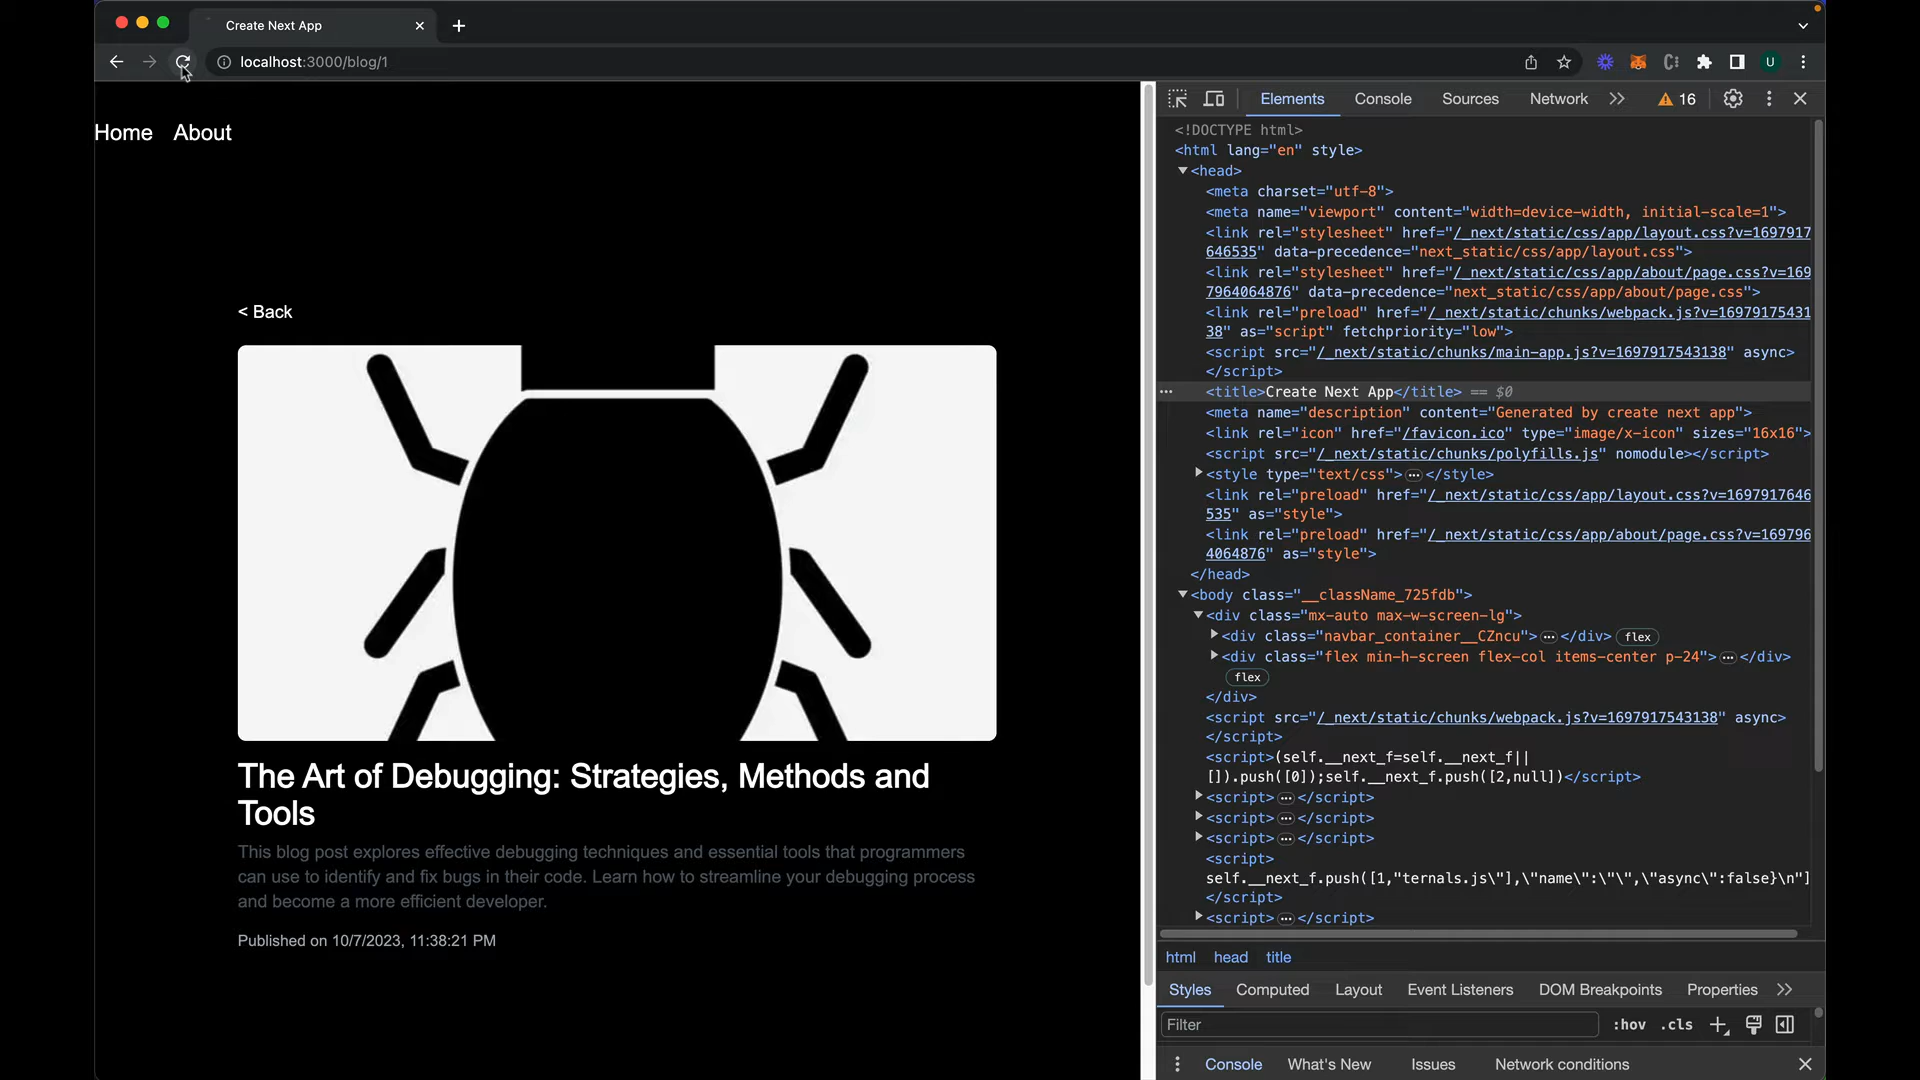 Create Next App
localhost:3000/blog/1
U
Home About
< Back
The Art of Debugging: Strategies, Methods and
Tools
This blog post explores effective debugging techniques and essential tools that programmers
can use to identify and fix bugs in their code. Learn how to streamline your debugging process
and become a more efficient developer.
Published on 10/7/2023, 11:38:21 PM
Elements Console Sources Network 16
<!DOCTYPE html>
<html lang="en" style>
<head>
<meta charset="utf-8">
<meta name="viewport" content="width=device-width, initial-scale=1">
<link rel="stylesheet" href="/_next/static/css/app/layout.css?v=1697917
646535" data-precedence="next_static/css/app/layout.css">
<link rel="stylesheet" href="/_next/static/css/app/about/page.css?v=169
7964064876" data-precedence="next_static/css/app/about/page.css">
<link rel="preload" href="/_next/static/chunks/webpack.js?v=16979175431
38" as="script" fetchpriority="low">
<script src="/_next/static/chunks/main-app.js?v=1697917543138" async>
</script>
<title>Create Next App</title> == $0
<meta name="description" content="Generated by create next app">
<link rel="icon" href="/favicon.ico" type="image/x-icon" sizes="16x16">
<script src="/_next/static/chunks/polyfills.js" nomodule></script>
<style type="text/css">…</style>
<link rel="preload" href="/_next/static/css/app/layout.css?v=1697917646
535" as="style">
<link rel="preload" href="/_next/static/css/app/about/page.css?v=169796
4064876" as="style">
</head>
<body class="__className_725fdb">
<div class="mx-auto max-w-screen-lg">
<div class="navbar_container__CZncu">…</div> flex
<div class="flex min-h-screen flex-col items-center p-24">…</div>
flex
</div>
<script src="/_next/static/chunks/webpack.js?v=1697917543138" async>
</script>
<script>(self.__next_f=self.__next_f||
[]).push([0]);self.__next_f.push([2,null])</script>
<script>…</script>
<script>…</script>
<script>…</script>
<script>
self.__next_f.push([1,"ternals.js\"],\"name\":\"\",\"async\":false}\n"]
</script>
<script>…</script>
html head title
Styles Computed Layout Event Listeners DOM Breakpoints Properties
Filter :hov .cls
Console What's New Issues Network conditions